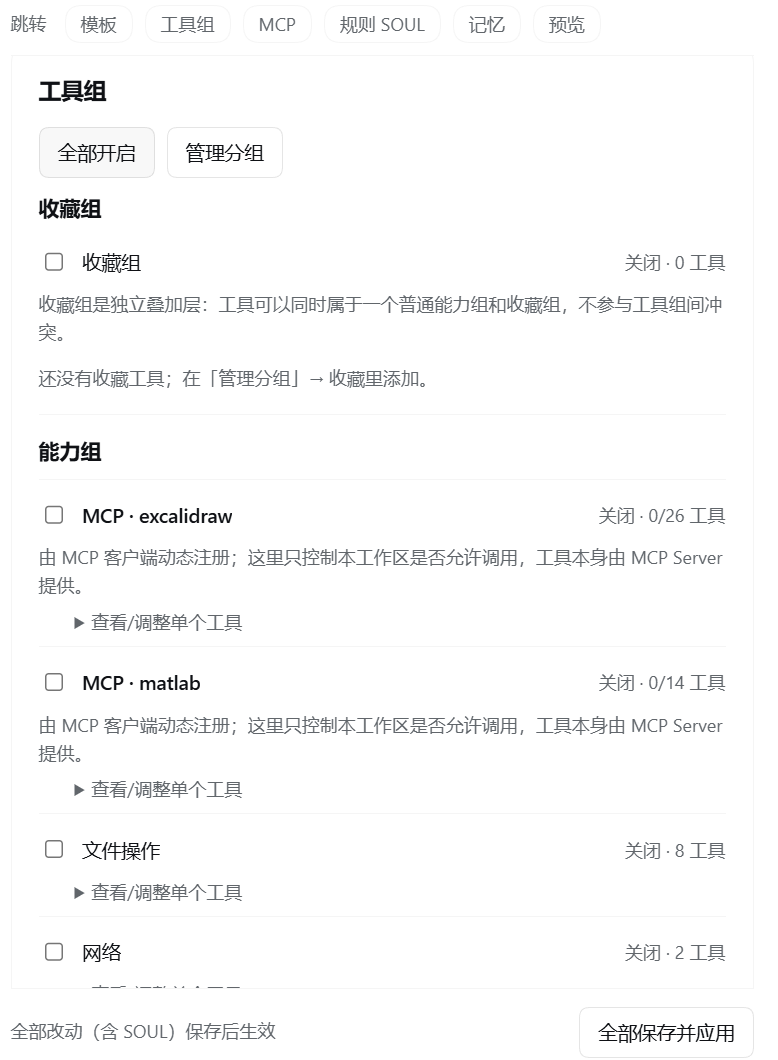 跳转 模板 工具组 MCP 规则 SOUL 记忆 预览
工具组
全部开启 管理分组
收藏组
收藏组 关闭 · 0 工具
收藏组是独立叠加层：工具可以同时属于一个普通能力组和收藏组，不参与工具组间冲
突。
还没有收藏工具；在「管理分组」→ 收藏里添加。
能力组
MCP · excalidraw 关闭 · 0/26 工具
由 MCP 客户端动态注册；这里只控制本工作区是否允许调用，工具本身由 MCP Server
提供。
▶ 查看/调整单个工具
MCP · matlab 关闭 · 0/14 工具
由 MCP 客户端动态注册；这里只控制本工作区是否允许调用，工具本身由 MCP Server
提供。
▶ 查看/调整单个工具
文件操作 关闭 · 8 工具
▶ 查看/调整单个工具
网络 关闭 · 2 工具
全部改动（含 SOUL）保存后生效 全部保存并应用